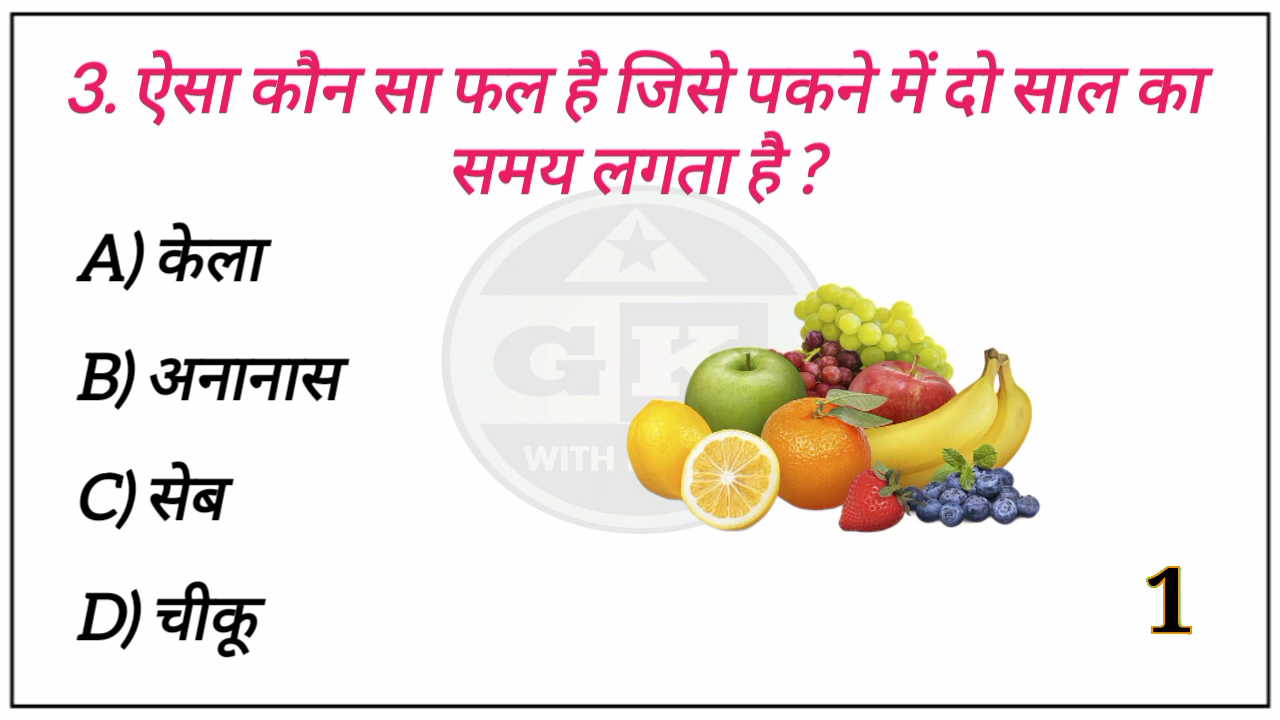 3. ऐसा कौन सा फल है जिसे पकने में दो साल का
समय लगता है ?
A) केला
B) अनानास
C) सेब
D) चीकू
GK
WITH
1